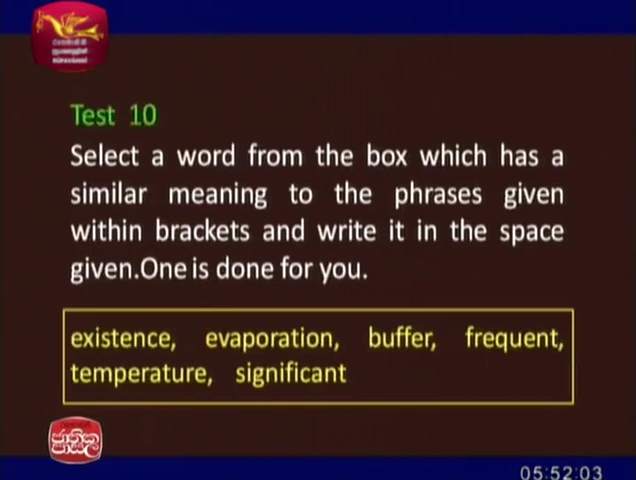 Test 10
Select a word from the box which has a
similar meaning to the phrases given
within brackets and write it in the space
given.One is done for you.
existence, evaporation, buffer, frequent,
temperature, significant
ජාතික
පාසල
05:52:03